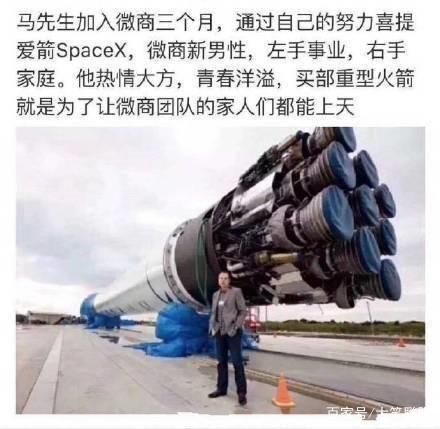 马先生加入微商三个月，通过自己的努力喜提
爱箭SpaceX，微商新男性，左手事业，右手
家庭。他热情大方，青春洋溢，买部重型火箭
就是为了让微商团队的家人们都能上天
百家号/大笑